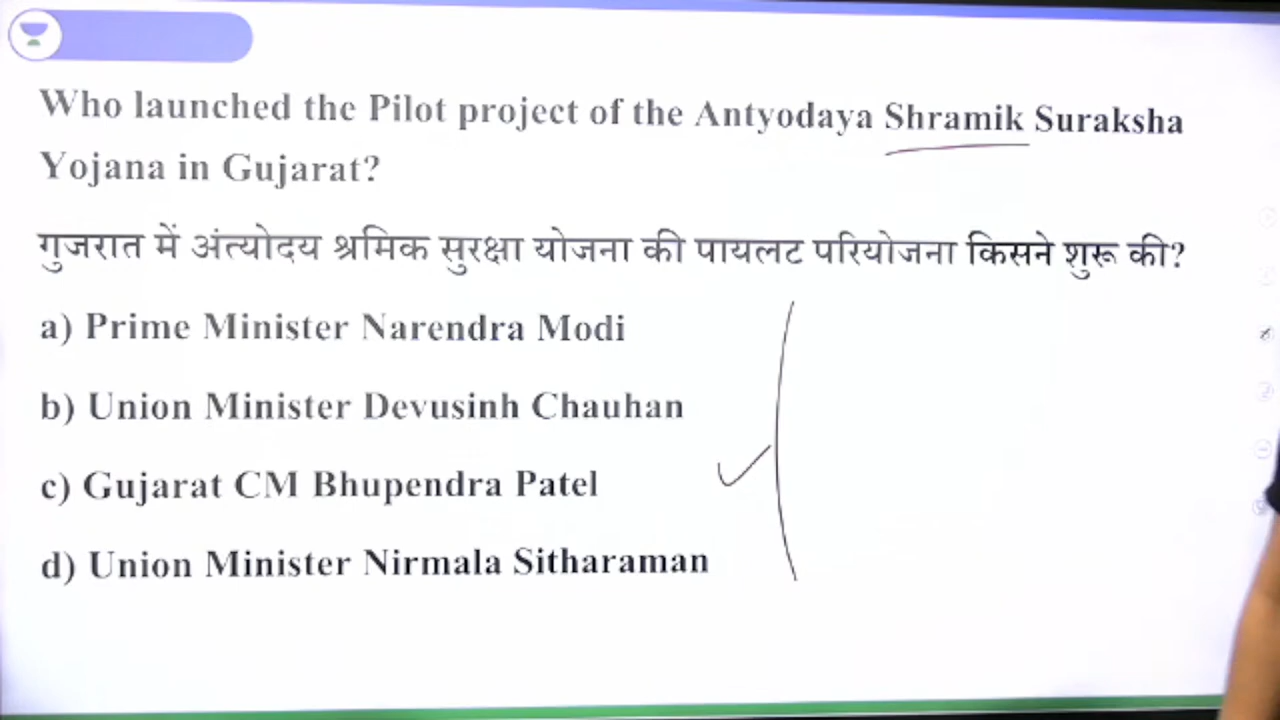 Who launched the Pilot project of the Antyodaya Shramik Suraksha
Yojana in Gujarat?
गुजरात में अंत्योदय श्रमिक सुरक्षा योजना की पायलट परियोजना किसने शुरू की?
a) Prime Minister Narendra Modi
b) Union Minister Devusinh Chauhan
c) Gujarat CM Bhupendra Patel
d) Union Minister Nirmala Sitharaman